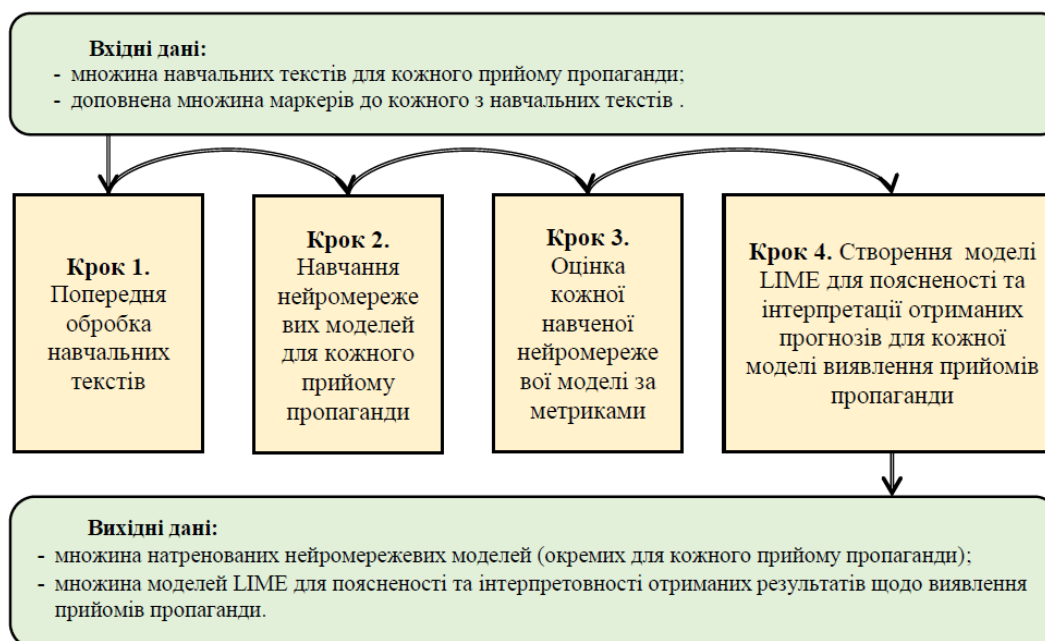 Вхідні дані:
- множина навчальних текстів для кожного прийому пропаганди;
- доповнена множина маркерів до кожного з навчальних текстів .
Крок 1.
Попередня
обробка
навчальних
текстів
Крок 2.
Навчання
нейромереже
вих моделей
для кожного
прийому
пропаганди
Крок 3.
Оцінка
кожної
навченої
нейромереже
вої моделі за
метриками
Крок 4. Створення моделі
LIME для поясненості та
інтерпретації отриманих
прогнозів для кожної
моделі виявлення прийомів
пропаганди
Вихідні дані:
- множина натренованих нейромережевих моделей (окремих для кожного прийому пропаганди);
- множина моделей LIME для поясненості та інтерпретовності отриманих результатів щодо виявлення
прийомів пропаганди.